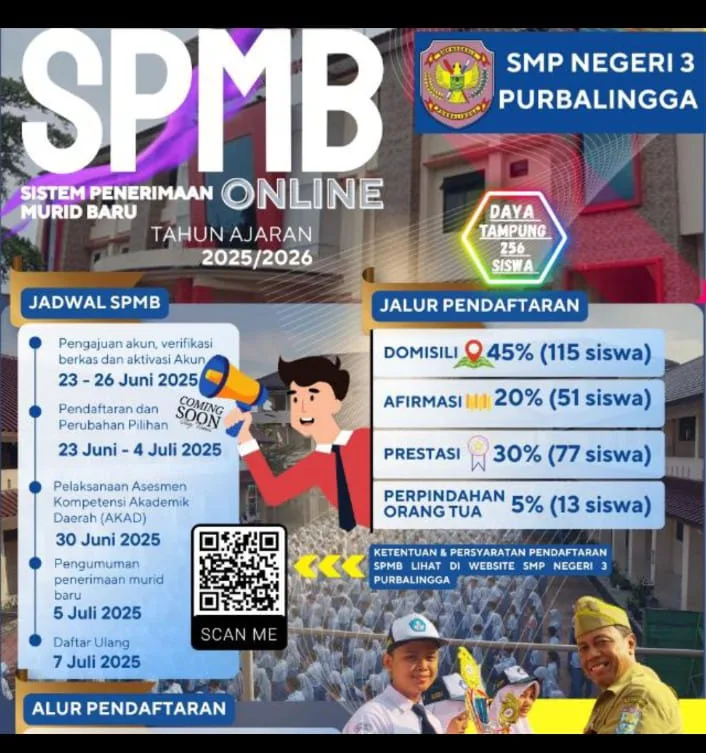 SPMB
SISTEM PENERIMAAN
MURID BARU
ONLINE
TAHUN AJARAN
2025/2026
SMP NEGERI 3
PURBALINGGA
DAYA
TAMPUNG
256
SISWA
JADWAL SPMB
Pengajuan akun, verifikasi
berkas dan aktivasi Akun
23 - 26 Juni 2025
Pendaftaran dan
Perubahan Pilihan
23 Juni - 4 Juli 2025
Pelaksanaan Asesmen
Kompetensi Akademik
Daerah (AKAD)
30 Juni 2025
Pengumuman
penerimaan murid
baru
5 Juli 2025
Daftar Ulang
7 Juli 2025
COMING
SOON
SCAN ME
JALUR PENDAFTARAN
DOMISILI 45% (115 siswa)
AFIRMASI 20% (51 siswa)
PRESTASI 30% (77 siswa)
PERPINDAHAN
ORANG TUA 5% (13 siswa)
KETENTUAN & PERSYARATAN PENDAFTARAN
SPMB LIHAT DI WEBSITE SMP NEGERI 3
PURBALINGGA
ALUR PENDAFTARAN